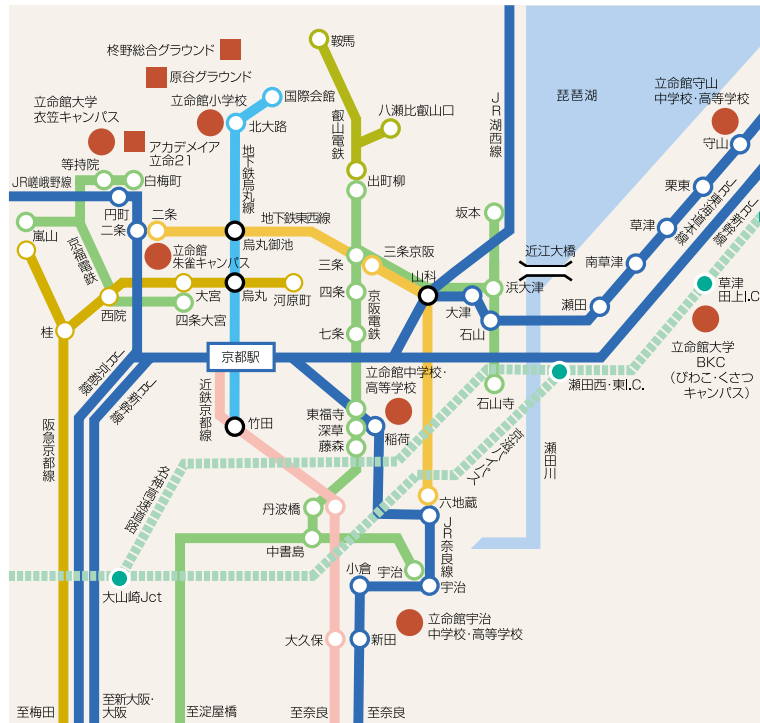 柊野総合グラウンド
原谷グラウンド
鞍馬
国際会館
八瀬比叡山口
JR湖西線
琵琶湖
立命館守山
中学校・高等学校
守山
立命館大学
衣笠キャンパス
立命館小学校
北大路
叡山電鉄
アカデメイア
立命21
地下鉄烏丸線
栗東
等持院
白梅町
出町柳
JR嵯峨野線
円町
坂本
草津
JR東海道本線
JR新幹線
二条
二条
地下鉄東西線
嵐山
京福電鉄
立命館
朱雀キャンパス
烏丸御池
三条
三条京阪
山科
近江大橋
南草津
大宮
烏丸
河原町
四条
京阪電鉄
浜大津
草津
田上I.C
西院
四条大宮
大津
瀬田
桂
七条
石山
京都駅
立命館大学
BKC
(びわこ・くさつ
キャンパス)
JR京都線
JR新幹線
立命館中学校・
高等学校
瀬田西・東I.C.
近鉄京都線
石山寺
阪急京都線
東福寺
深草
藤森
稲荷
竹田
京滋バイパス
瀬田川
名神高速道路
丹波橋
六地蔵
中書島
JR奈良線
小倉
宇治
宇治
大山崎Jct
立命館宇治
中学校・高等学校
大久保
新田
至梅田
至新大阪・
大阪
至淀屋橋
至奈良
至奈良